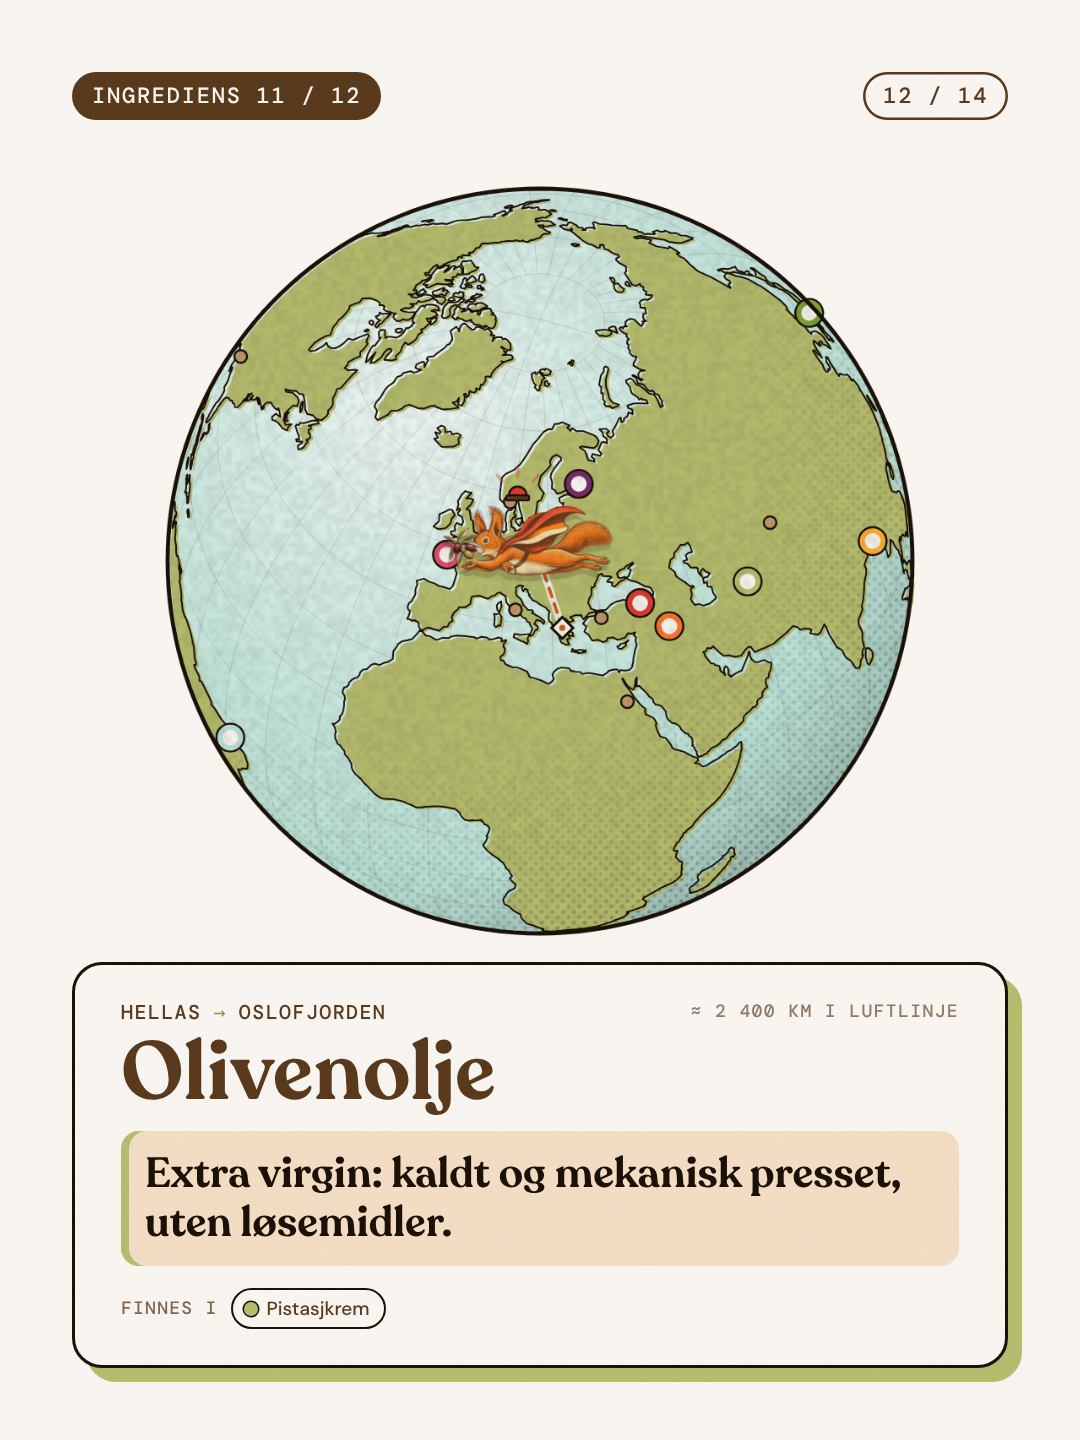 INGREDIENS 11 / 12
12 / 14
HELLAS → OSLOFJORDEN
≈ 2 400 KM I LUFTLINJE
Olivenolje
Extra virgin: kaldt og mekanisk presset,
uten løsemidler.
FINNES I
Pistasjkrem